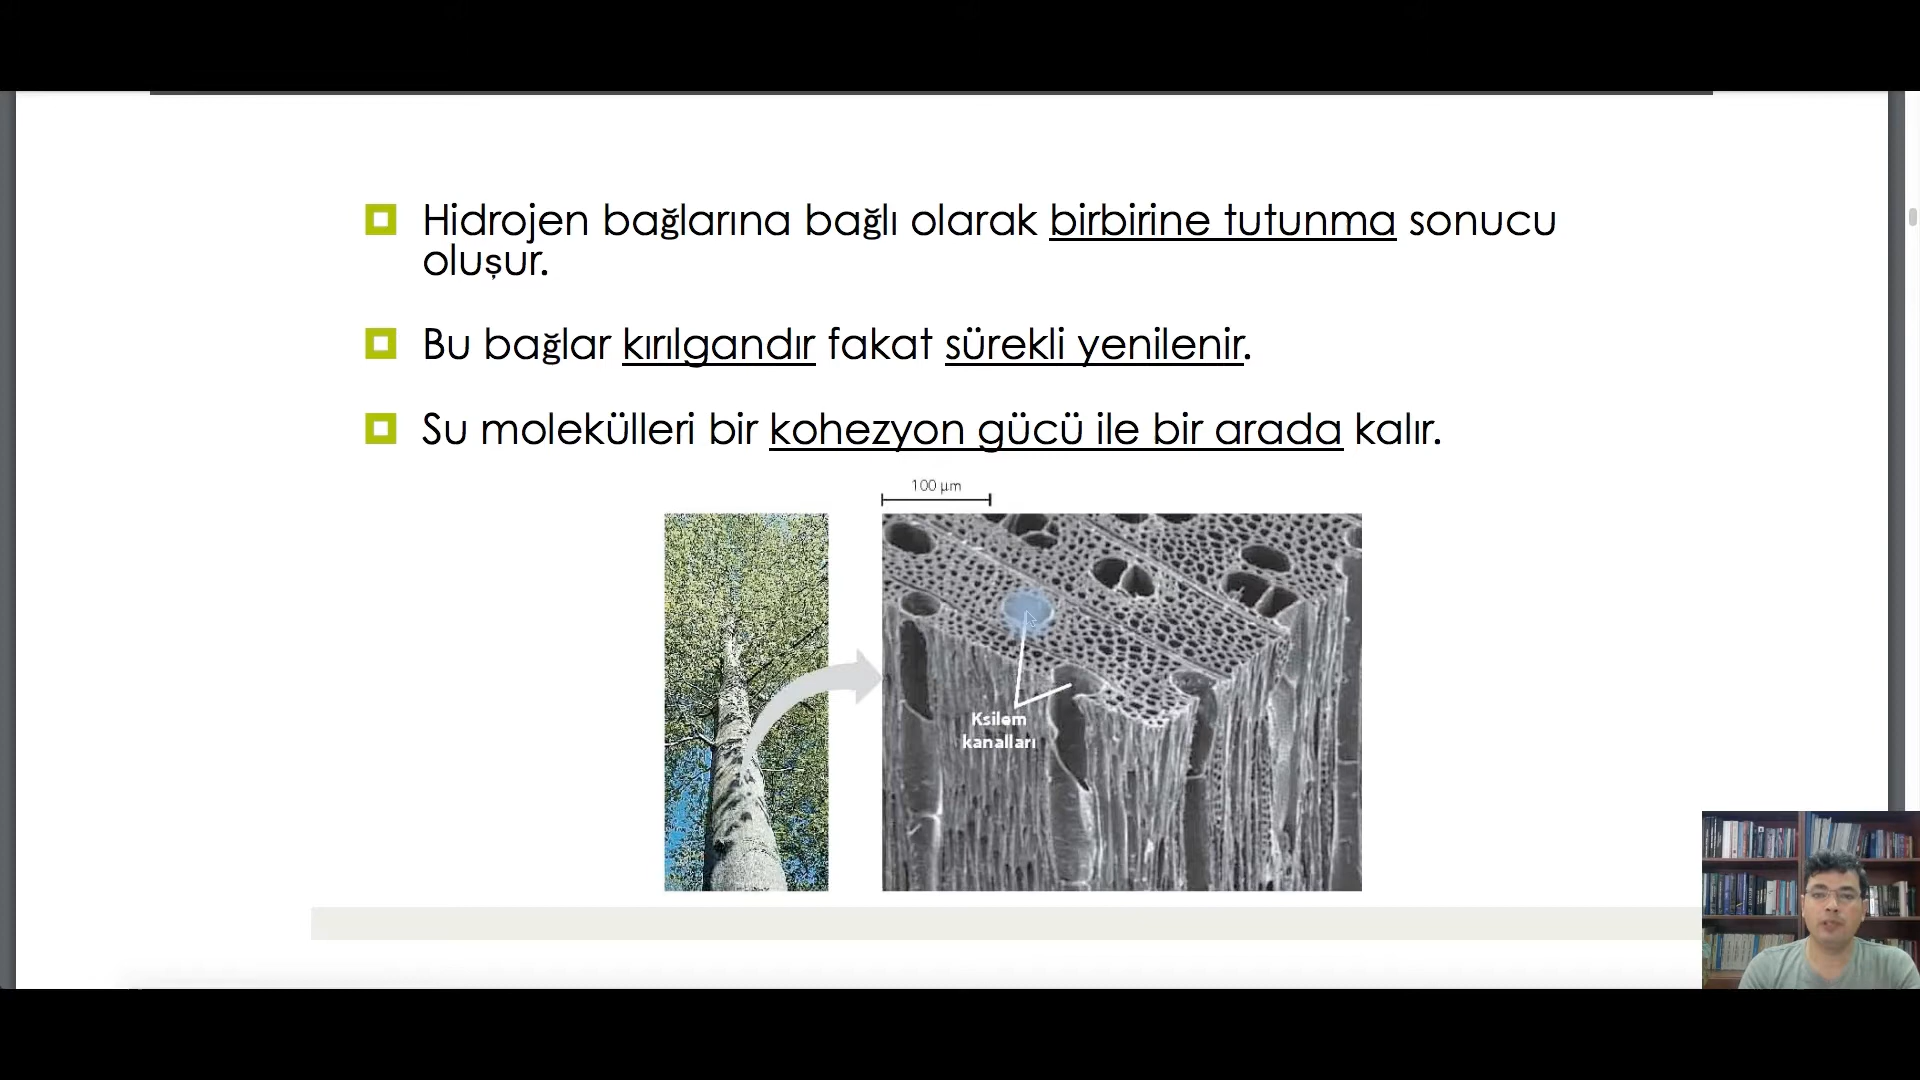 Hidrojen bağlarına bağlı olarak birbirine tutunma sonucu
oluşur.
Bu bağlar kırılgandır fakat sürekli yenilenir.
Su molekülleri bir kohezyon gücü ile bir arada kalır.
100 µm
Ksilem
kanalları